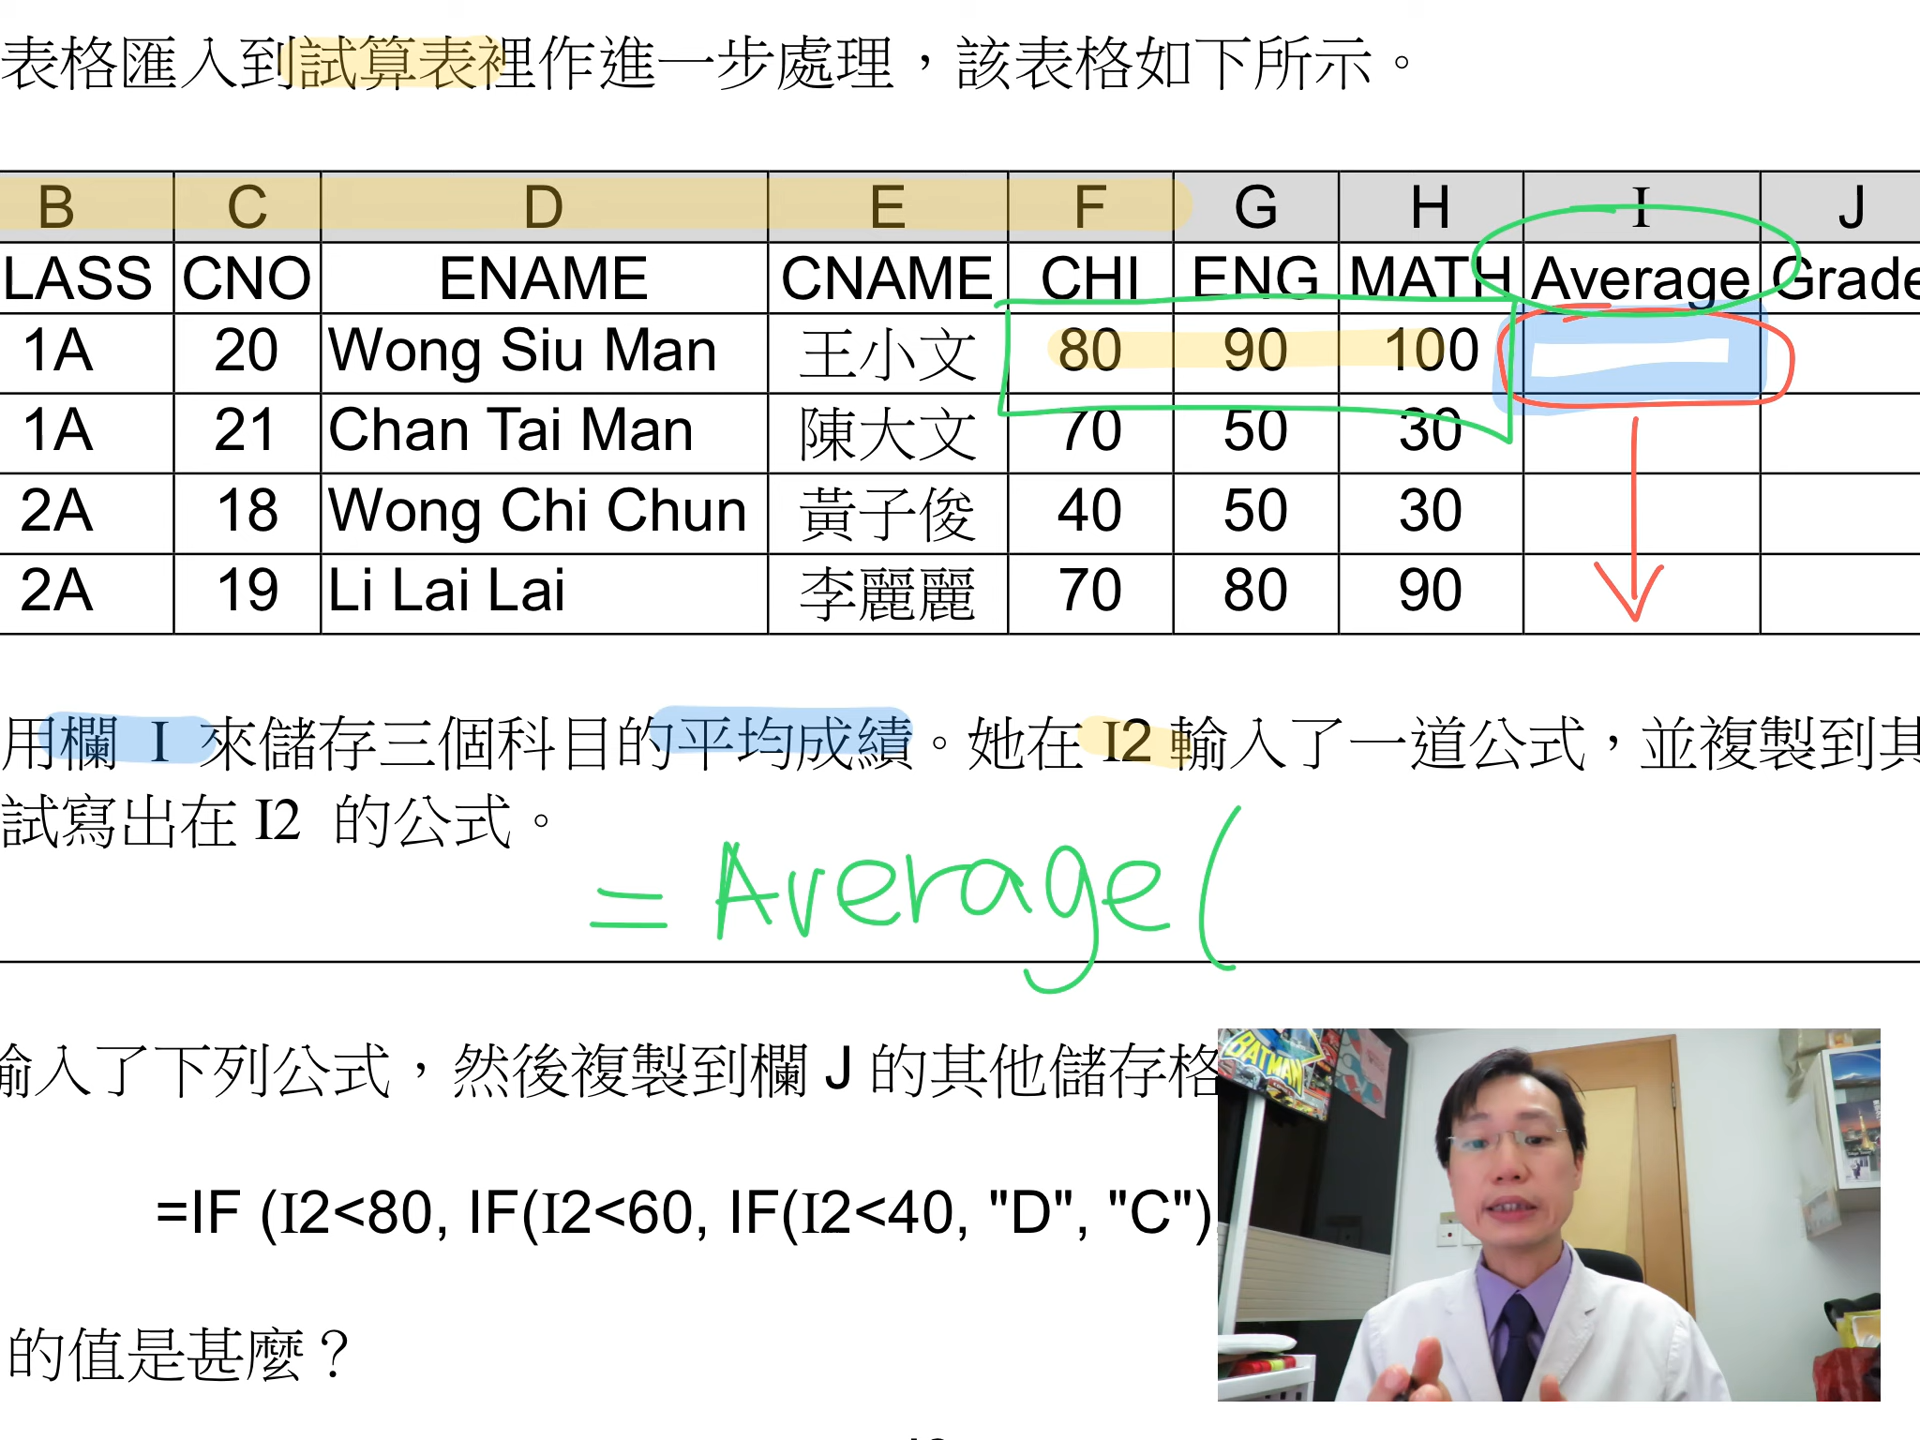 表格匯入到試算表裡作進一步處理，該表格如下所示。
B C D E F G H I J
LASS CNO ENAME CNAME CHI ENG MATH Average Grade
1A 20 Wong Siu Man 王小文 80 90 100
1A 21 Chan Tai Man 陳大文 70 50 30
2A 18 Wong Chi Chun 黃子俊 40 50 30
2A 19 Li Lai Lai 李麗麗 70 80 90
用欄 I 來儲存三個科目的平均成績。她在 I2 輸入了一道公式，並複製到其
試寫出在 I2 的公式。
= Average(
輸入了下列公式，然後複製到欄 J 的其他儲存格
BATMAN
=IF (I2<80, IF(I2<60, IF(I2<40, "D", "C")
的值是甚麼？